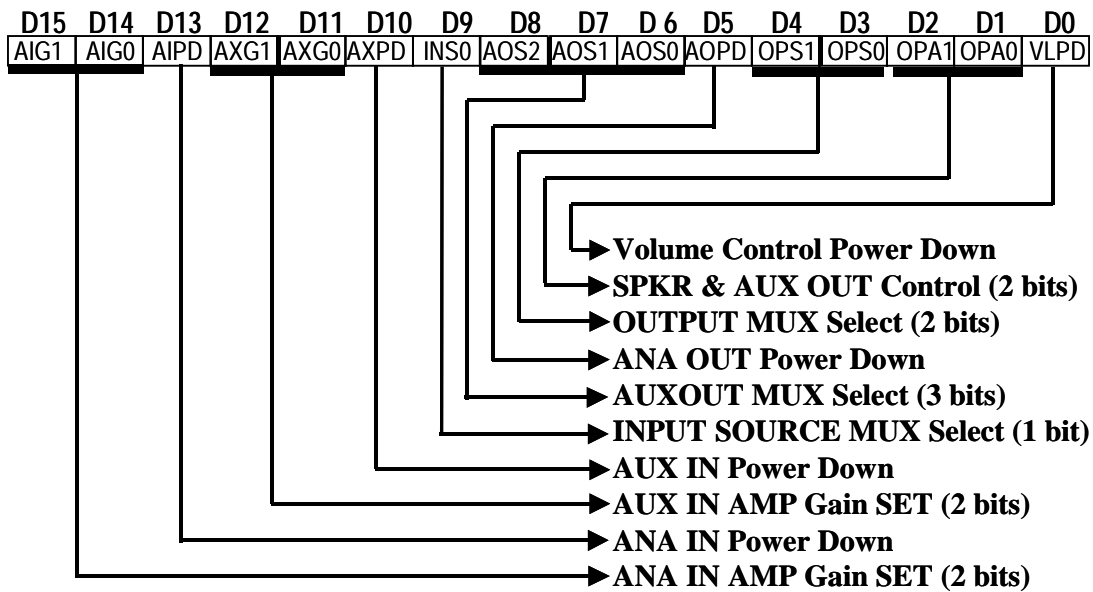 D15 D14 D13 D12 D11 D10 D9 D8 D7 D 6 D5 D4 D3 D2 D1 D0
AIG1 AIG0 AIPD AXG1 AXG0 AXPD INS0 AOS2 AOS1 AOS0 AOPD OPS1 OPS0 OPA1 OPA0 VLPD
Volume Control Power Down
SPKR & AUX OUT Control (2 bits)
OUTPUT MUX Select (2 bits)
ANA OUT Power Down
AUXOUT MUX Select (3 bits)
INPUT SOURCE MUX Select (1 bit)
AUX IN Power Down
AUX IN AMP Gain SET (2 bits)
ANA IN Power Down
ANA IN AMP Gain SET (2 bits)